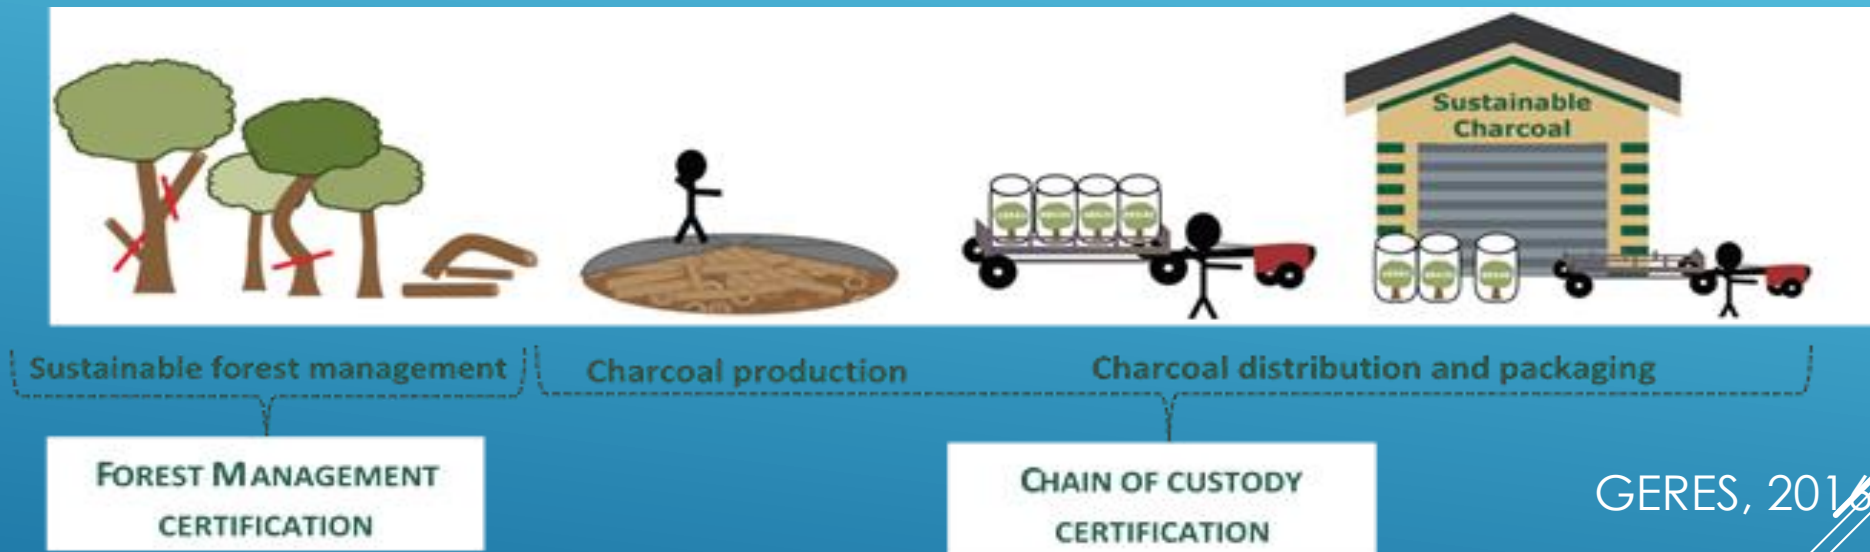 Sustainable
Charcoal
Sustainable forest management
Charcoal production
Charcoal distribution and packaging
FOREST MANAGEMENT
CERTIFICATION
CHAIN OF CUSTODY
CERTIFICATION
GERES, 2016